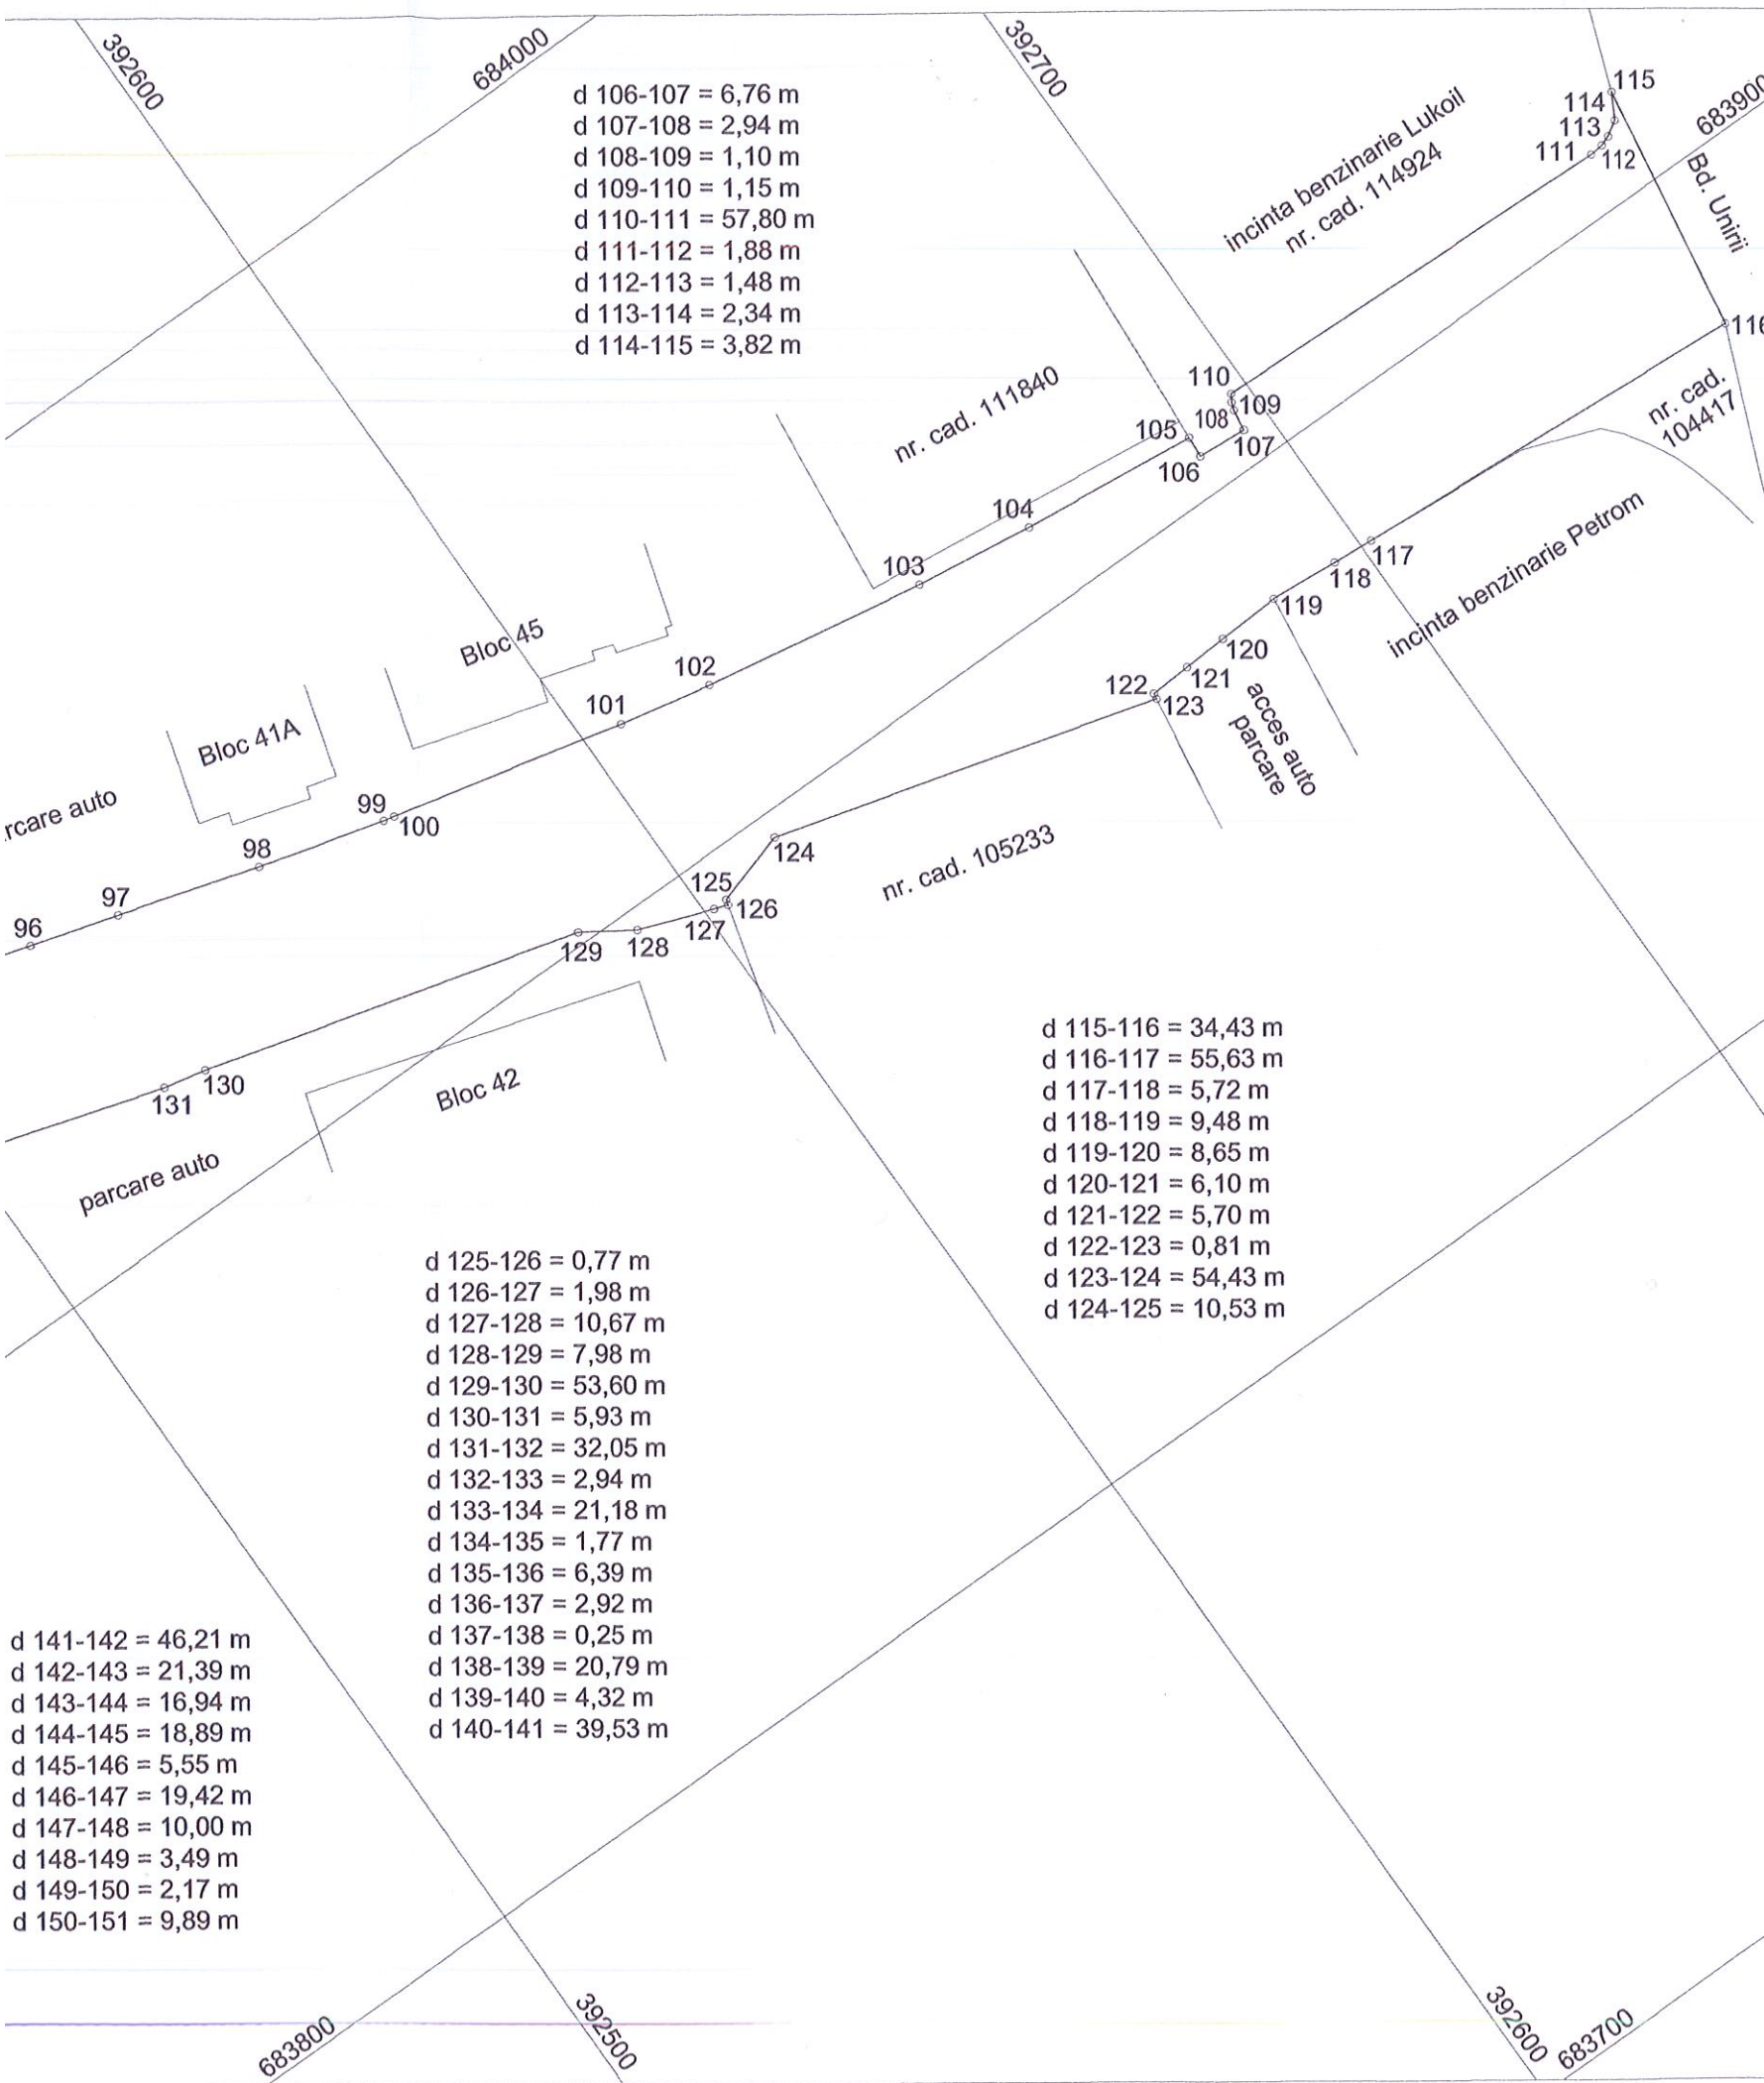 392600
684000
392700
683900
d 106-107 = 6,76 m
d 107-108 = 2,94 m
d 108-109 = 1,10 m
d 109-110 = 1,15 m
d 110-111 = 57,80 m
d 111-112 = 1,88 m
d 112-113 = 1,48 m
d 113-114 = 2,34 m
d 114-115 = 3,82 m
incinta benzinarie Lukoil
nr. cad. 114924
115
114
113
111
112
Bd. Unirii
116
nr. cad.
104417
nr. cad. 111840
110
109
108
105
107
106
104
103
117
118
119
incinta benzinarie Petrom
Bloc 45
102
101
120
121
122
123
acces auto
parcare
Bloc 41A
rcare auto
99
100
98
97
96
124
125
126
127
128
129
nr. cad. 105233
130
131
Bloc 42
parcare auto
d 115-116 = 34,43 m
d 116-117 = 55,63 m
d 117-118 = 5,72 m
d 118-119 = 9,48 m
d 119-120 = 8,65 m
d 120-121 = 6,10 m
d 121-122 = 5,70 m
d 122-123 = 0,81 m
d 123-124 = 54,43 m
d 124-125 = 10,53 m
d 125-126 = 0,77 m
d 126-127 = 1,98 m
d 127-128 = 10,67 m
d 128-129 = 7,98 m
d 129-130 = 53,60 m
d 130-131 = 5,93 m
d 131-132 = 32,05 m
d 132-133 = 2,94 m
d 133-134 = 21,18 m
d 134-135 = 1,77 m
d 135-136 = 6,39 m
d 136-137 = 2,92 m
d 137-138 = 0,25 m
d 138-139 = 20,79 m
d 139-140 = 4,32 m
d 140-141 = 39,53 m
d 141-142 = 46,21 m
d 142-143 = 21,39 m
d 143-144 = 16,94 m
d 144-145 = 18,89 m
d 145-146 = 5,55 m
d 146-147 = 19,42 m
d 147-148 = 10,00 m
d 148-149 = 3,49 m
d 149-150 = 2,17 m
d 150-151 = 9,89 m
683800
392500
392600
683700